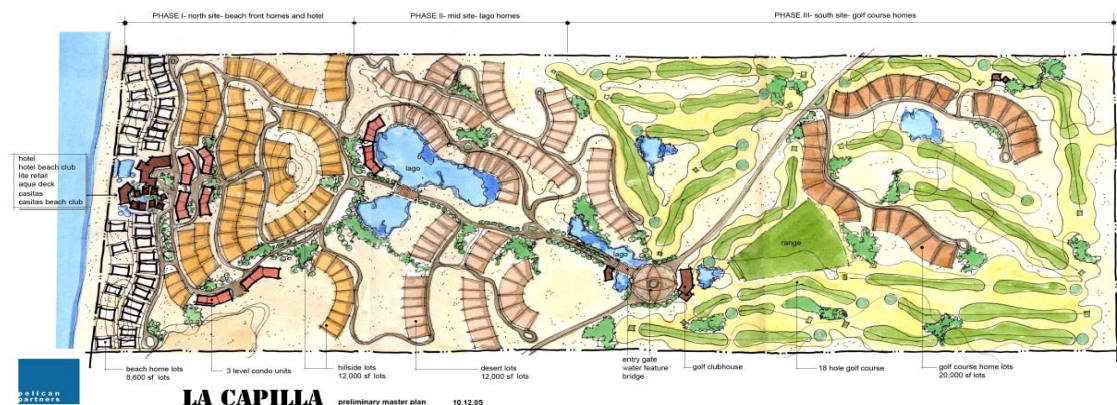 PHASE I- north site- beach front homes and hotel
PHASE II- mid site- lago homes
PHASE III- south site- golf course homes
hotel
hotel beach club
lite retail
aqua deck
casitas
casitas beach club
lago
lago
range
beach home lots
8,600 sf lots
3 level condo units
hillside lots
12,000 sf lots
desert lots
12,000 sf lots
entry gate
water feature
bridge
golf clubhouse
18 hole golf course
golf course home lots
20,000 sf lots
pelican
partners
LA CAPILLA
preliminary master plan
10.12.05